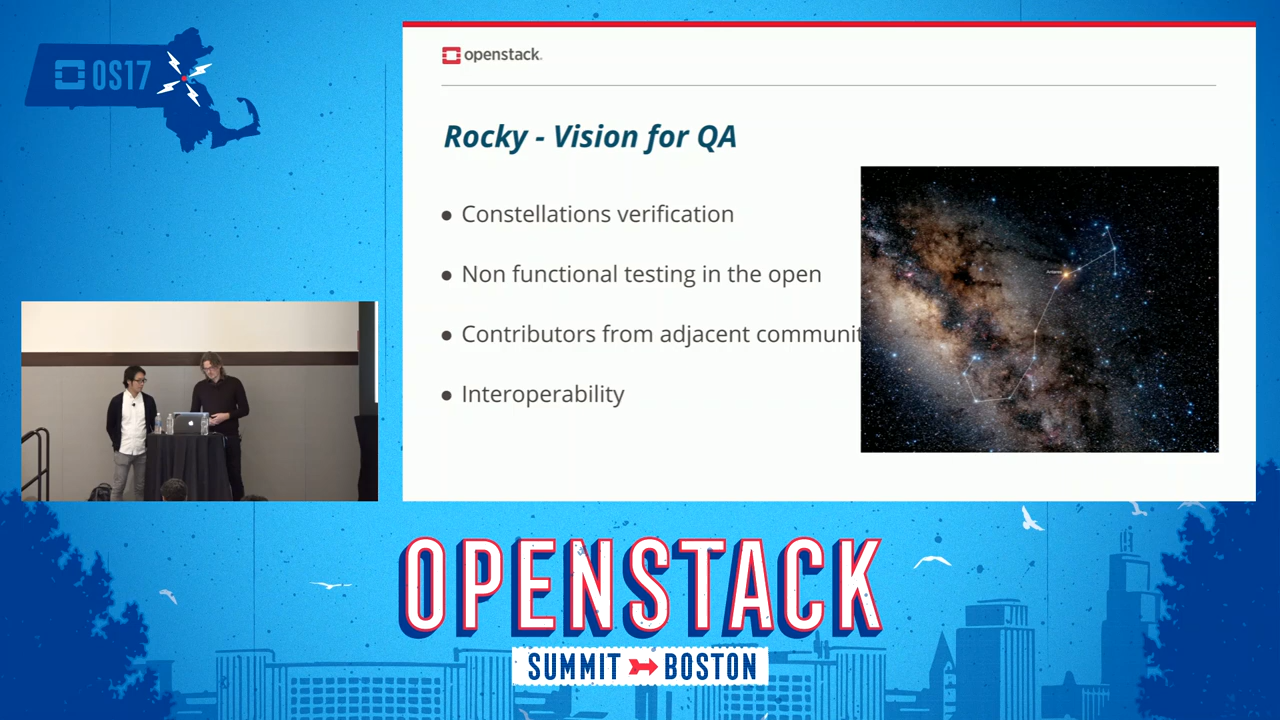 OS17
openstack.
Rocky - Vision for QA
● Constellations verification
● Non functional testing in the open
● Contributors from adjacent communit
● Interoperability
Antares
OPENSTACK
SUMMIT BOSTON